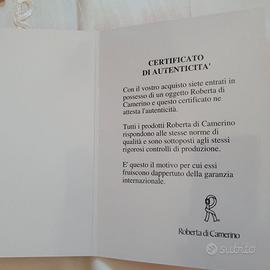 CERTIFICATO
DI AUTENTICITA'
Con il vostro acquisto siete entrati in
possesso di un oggetto Roberta di
Camerino e questo certificato ne
attesta l'autenticità.
Tutti i prodotti Roberta di Camerino
rispondono alle stesse norme di
qualità e sono sottoposti agli stessi
rigorosi controlli di produzione.
E' questo il motivo per cui essi
fruiscono dappertutto della garanzia
internazionale.
Roberta di Camerino
subito